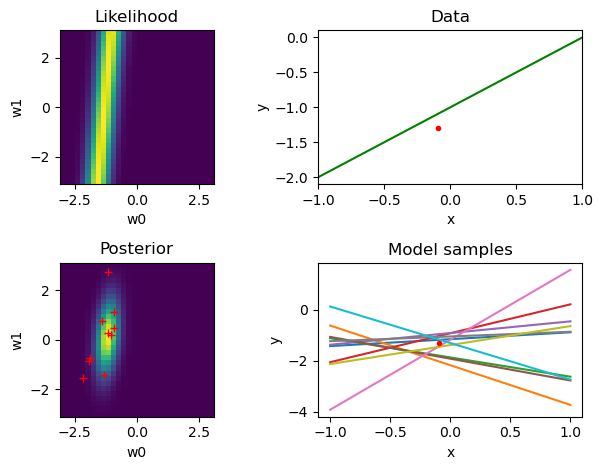 Likelihood
w1
2
0
−2
−2.5 0.0 2.5
w0
Data
y
0.0
−0.5
−1.0
−1.5
−2.0
−1.0 −0.5 0.0 0.5 1.0
x
Posterior
w1
2
0
−2
−2.5 0.0 2.5
w0
Model samples
y
0
−2
−4
−1.0 −0.5 0.0 0.5 1.0
x